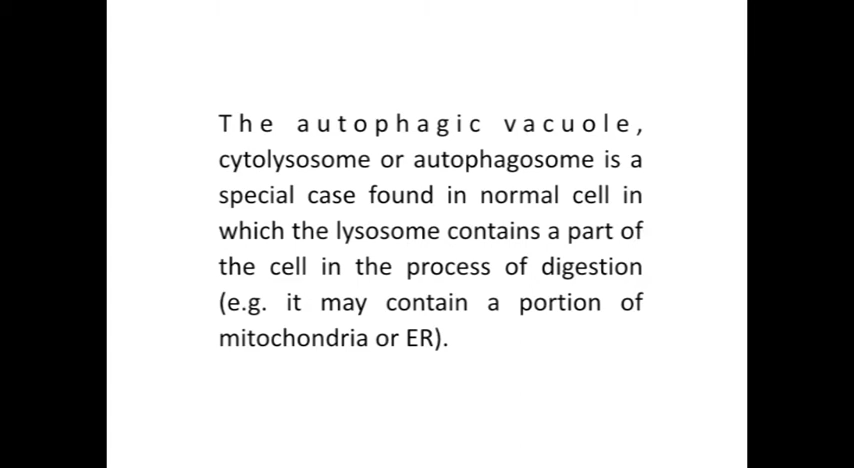 The autophagic vacuole,
cytolysosome or autophagosome is a
special case found in normal cell in
which the lysosome contains a part of
the cell in the process of digestion
(e.g. it may contain a portion of
mitochondria or ER).